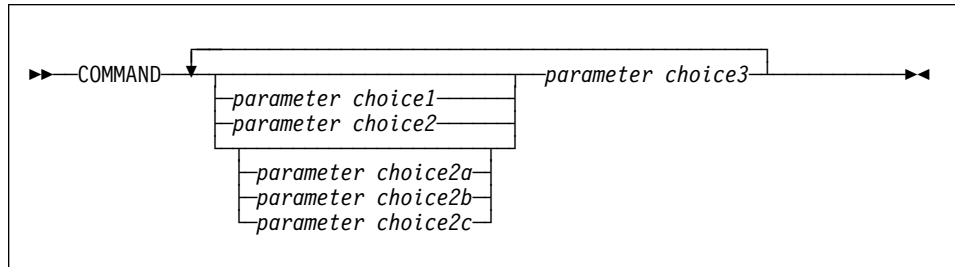 COMMAND parameter choice3
parameter choice1
parameter choice2
parameter choice2a
parameter choice2b
parameter choice2c